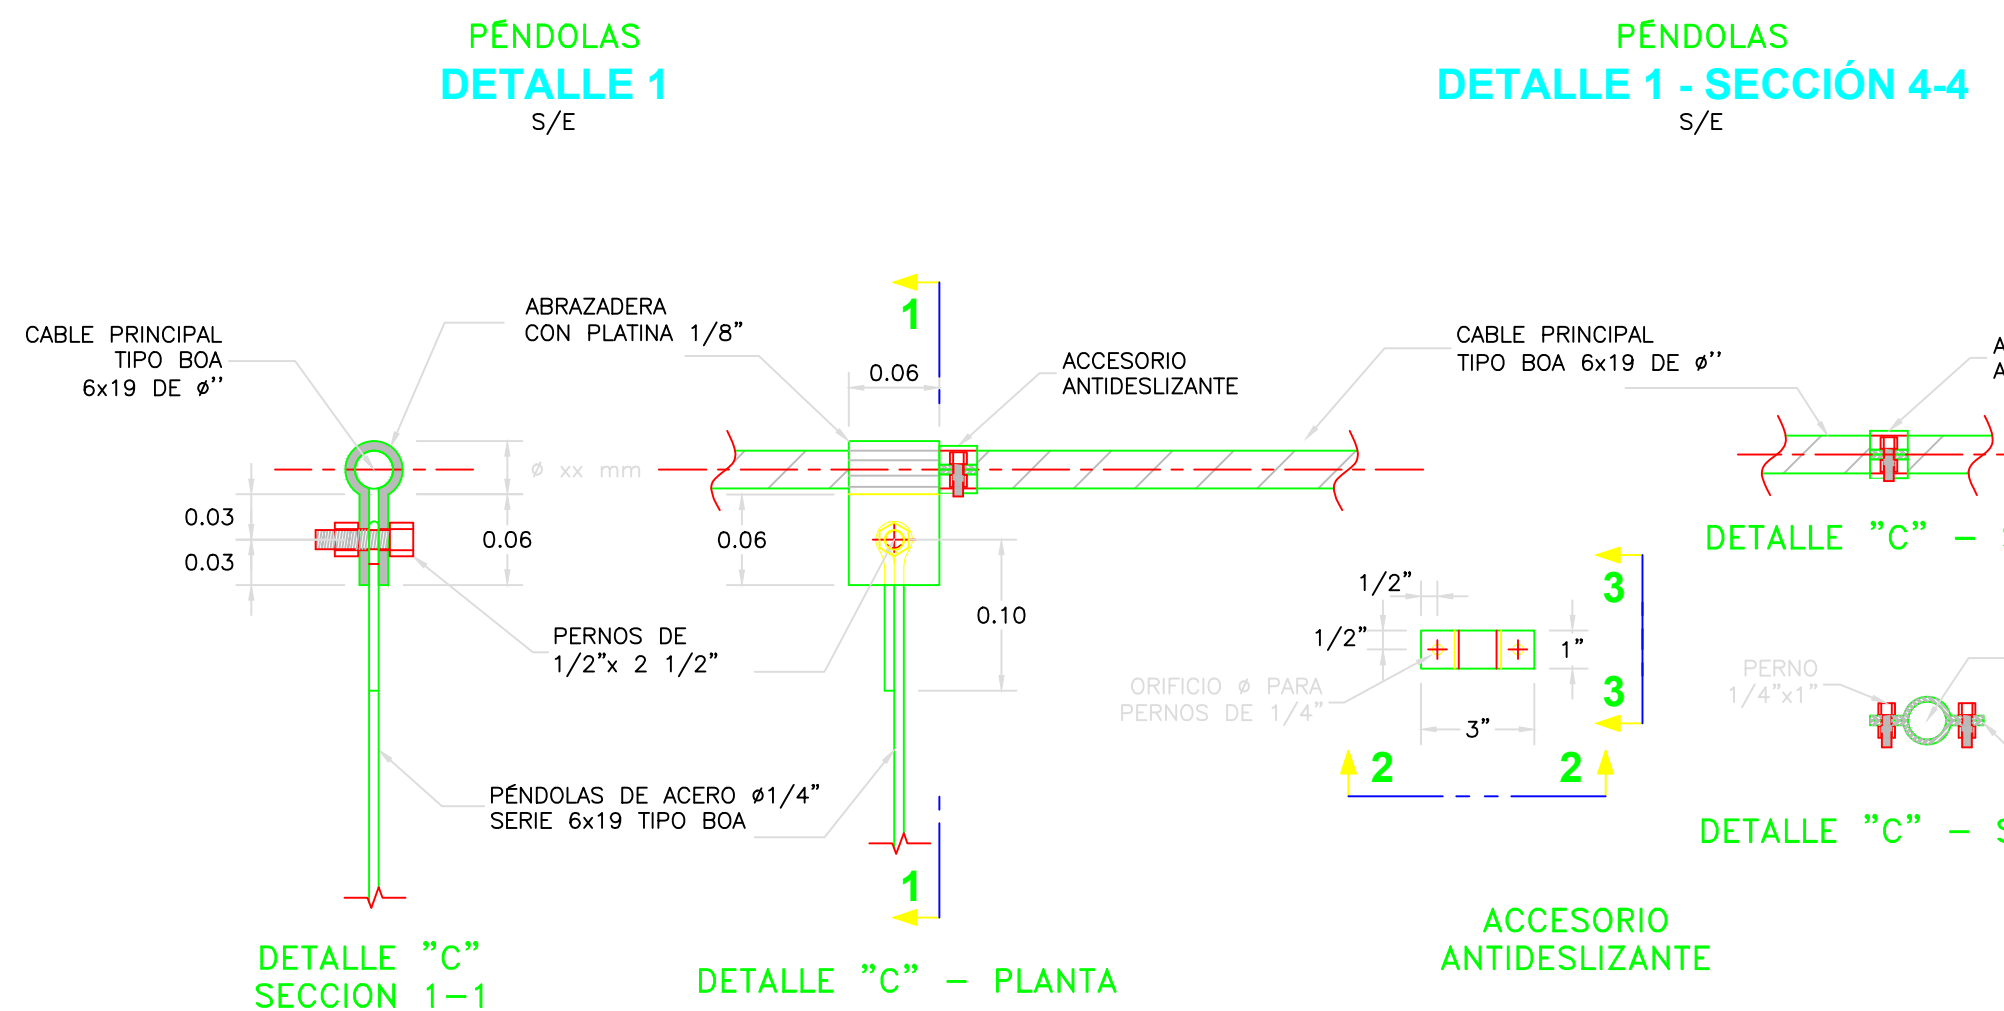 PÉNDOLAS
DETALLE 1
S/E
PÉNDOLAS
DETALLE 1 - SECCIÓN 4-4
S/E
CABLE PRINCIPAL
TIPO BOA
6x19 DE ø''
ABRAZADERA
CON PLATINA 1/8”
1
0.06
ACCESORIO
ANTIDESLIZANTE
CABLE PRINCIPAL
TIPO BOA 6x19 DE ø''
ø xx mm
0.03
0.03
0.06
0.06
0.10
PERNOS DE
1/2”x 2 1/2”
PÉNDOLAS DE ACERO ø1/4”
SERIE 6x19 TIPO BOA
1
DETALLE ”C”
SECCION 1-1
DETALLE ”C” - PLANTA
1/2”
1/2”
1”
3”
ORIFICIO ø PARA
PERNOS DE 1/4”
3
3
2
2
ACCESORIO
ANTIDESLIZANTE
DETALLE ”C” -
PERNO
1/4”x1”
DETALLE ”C” - S